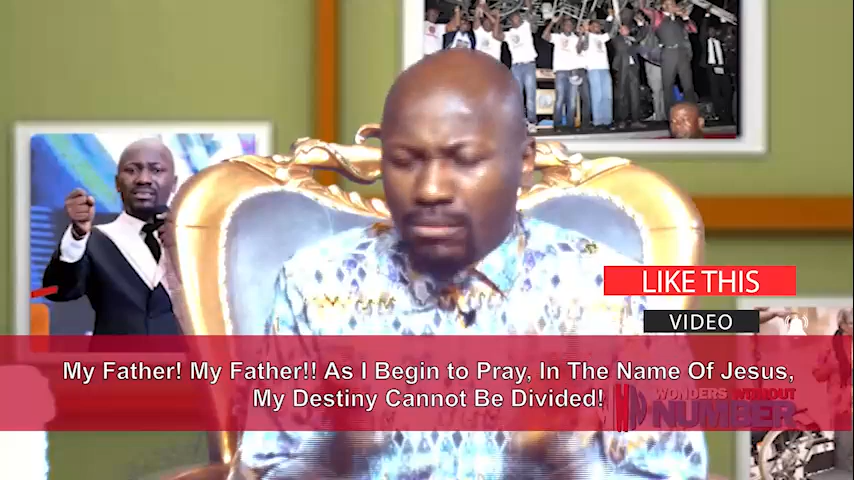 LIKE THIS
VIDEO
My Father! My Father!! As I Begin to Pray, In The Name Of Jesus,
My Destiny Cannot Be Divided!
WONDERS WITHOUT
NUMBER